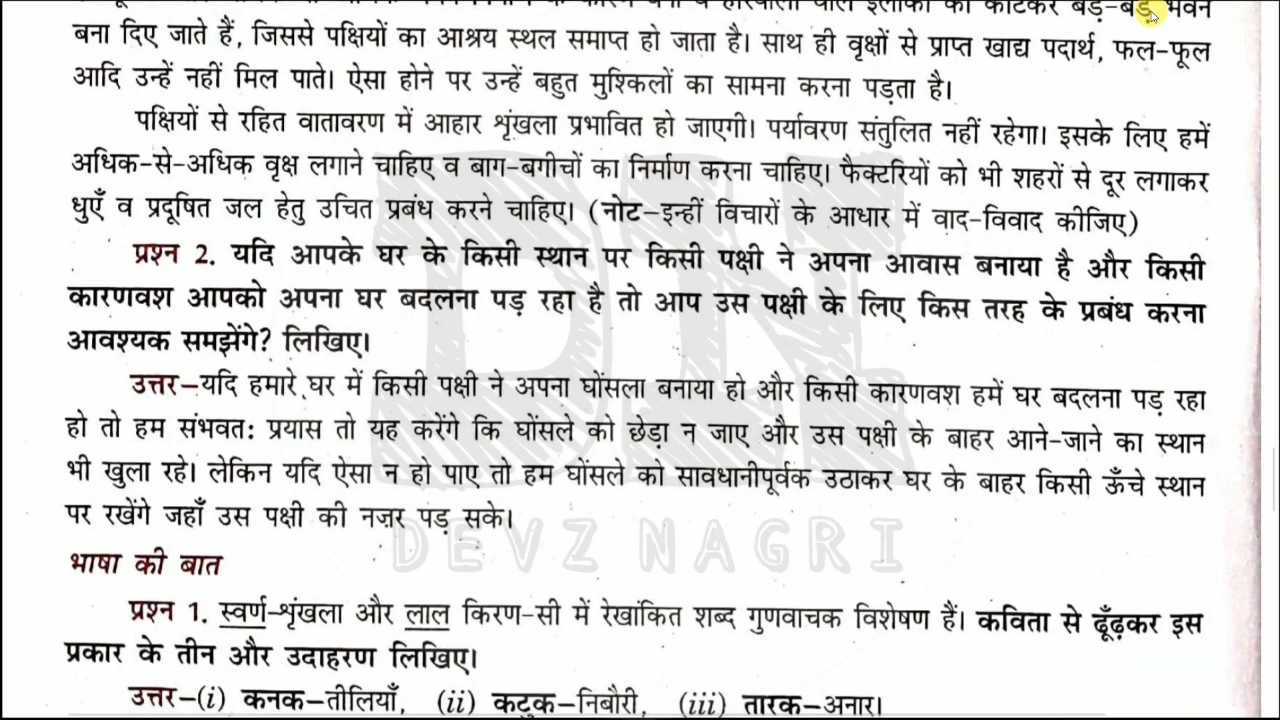 बना दिए जाते हैं, जिससे पक्षियों का आश्रय स्थल समाप्त हो जाता है। साथ ही वृक्षों से प्राप्त खाद्य पदार्थ, फल-फूल
आदि उन्हें नहीं मिल पाते। ऐसा होने पर उन्हें बहुत मुश्किलों का सामना करना पड़ता है।
पक्षियों से रहित वातावरण में आहार शृंखला प्रभावित हो जाएगी। पर्यावरण संतुलित नहीं रहेगा। इसके लिए हमें
अधिक-से-अधिक वृक्ष लगाने चाहिए व बाग-बगीचों का निर्माण करना चाहिए। फैक्टरियों को भी शहरों से दूर लगाकर
धुएँ व प्रदूषित जल हेतु उचित प्रबंध करने चाहिए। (नोट-इन्हीं विचारों के आधार में वाद-विवाद कीजिए)
प्रश्न 2. यदि आपके घर के किसी स्थान पर किसी पक्षी ने अपना आवास बनाया है और किसी
कारणवश आपको अपना घर बदलना पड़ रहा है तो आप उस पक्षी के लिए किस तरह के प्रबंध करना
आवश्यक समझेंगे? लिखिए।
उत्तर-यदि हमारे घर में किसी पक्षी ने अपना घोंसला बनाया हो और किसी कारणवश हमें घर बदलना पड़ रहा
हो तो हम संभवत: प्रयास तो यह करेंगे कि घोंसले को छेड़ा न जाए और उस पक्षी के बाहर आने-जाने का स्थान
भी खुला रहे। लेकिन यदि ऐसा न हो पाए तो हम घोंसले को सावधानीपूर्वक उठाकर घर के बाहर किसी ऊँचे स्थान
पर रखेंगे जहाँ उस पक्षी की नज़र पड़ सके।
DEVZ NAGRI
भाषा की बात
प्रश्न 1. स्वर्ण-शृंखला और लाल किरण-सी में रेखांकित शब्द गुणवाचक विशेषण हैं। कविता से ढूँढ़कर इस
प्रकार के तीन और उदाहरण लिखिए।
उत्तर-(i) कनक-तीलियाँ, (ii) कटुक-निबौरी, (iii) तारक-अनार।